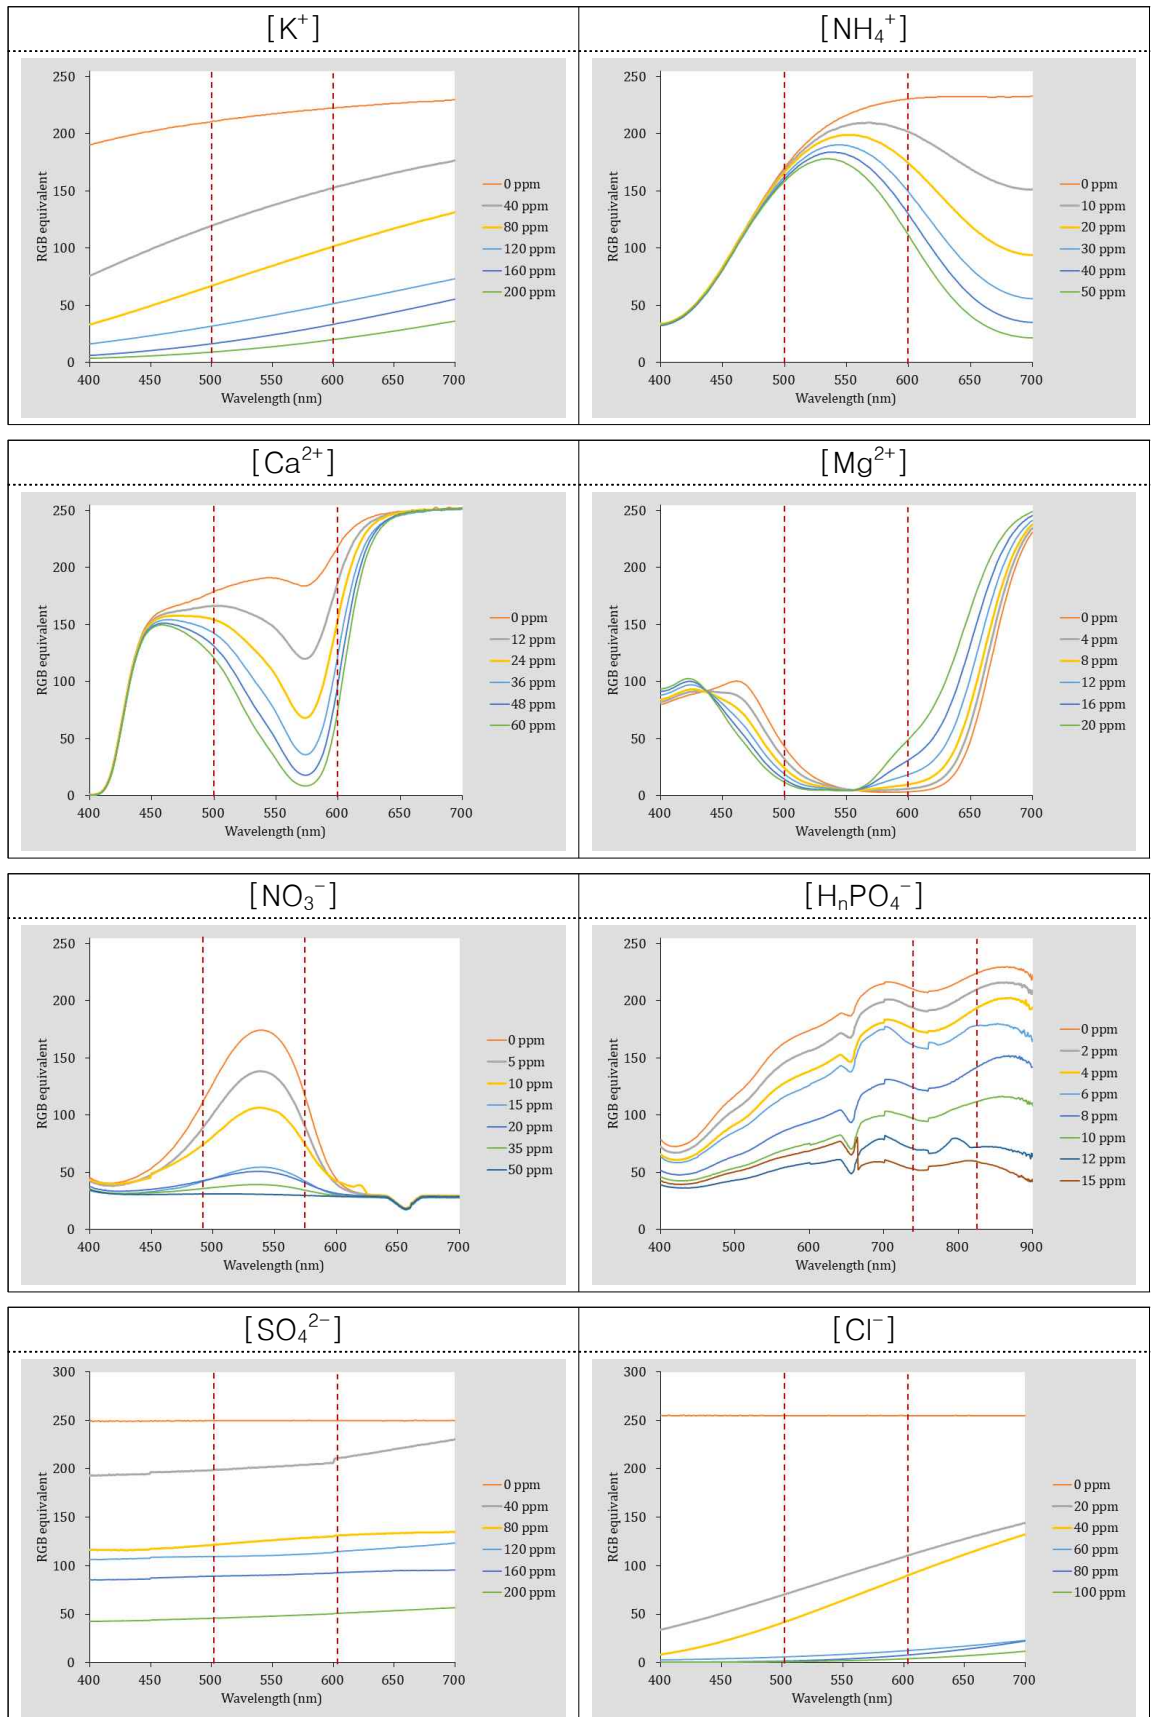 [K⁺] [NH₄⁺]
250
200
150
100
50
0
RGB equivalent
400 450 500 550 600 650 700
Wavelength (nm)
0 ppm
40 ppm
80 ppm
120 ppm
160 ppm
200 ppm
250
200
150
100
50
0
RGB equivalent
400 450 500 550 600 650 700
Wavelength (nm)
0 ppm
10 ppm
20 ppm
30 ppm
40 ppm
50 ppm
[Ca²⁺] [Mg²⁺]
250
200
150
100
50
0
RGB equivalent
400 450 500 550 600 650 700
Wavelength (nm)
0 ppm
12 ppm
24 ppm
36 ppm
48 ppm
60 ppm
250
200
150
100
50
0
RGB equivalent
400 450 500 550 600 650 700
Wavelength (nm)
0 ppm
4 ppm
8 ppm
12 ppm
16 ppm
20 ppm
[NO₃⁻] [HₙPO₄⁻]
250
200
150
100
50
0
RGB equivalent
400 450 500 550 600 650 700
Wavelength (nm)
0 ppm
5 ppm
10 ppm
15 ppm
20 ppm
35 ppm
50 ppm
250
200
150
100
50
0
RGB equivalent
400 500 600 700 800 900
Wavelength (nm)
0 ppm
2 ppm
4 ppm
6 ppm
8 ppm
10 ppm
12 ppm
15 ppm
[SO₄²⁻] [Cl⁻]
300
250
200
150
100
50
0
RGB equivalent
400 450 500 550 600 650 700
Wavelength (nm)
0 ppm
40 ppm
80 ppm
120 ppm
160 ppm
200 ppm
300
250
200
150
100
50
0
RGB equivalent
400 450 500 550 600 650 700
Wavelength (nm)
0 ppm
20 ppm
40 ppm
60 ppm
80 ppm
100 ppm